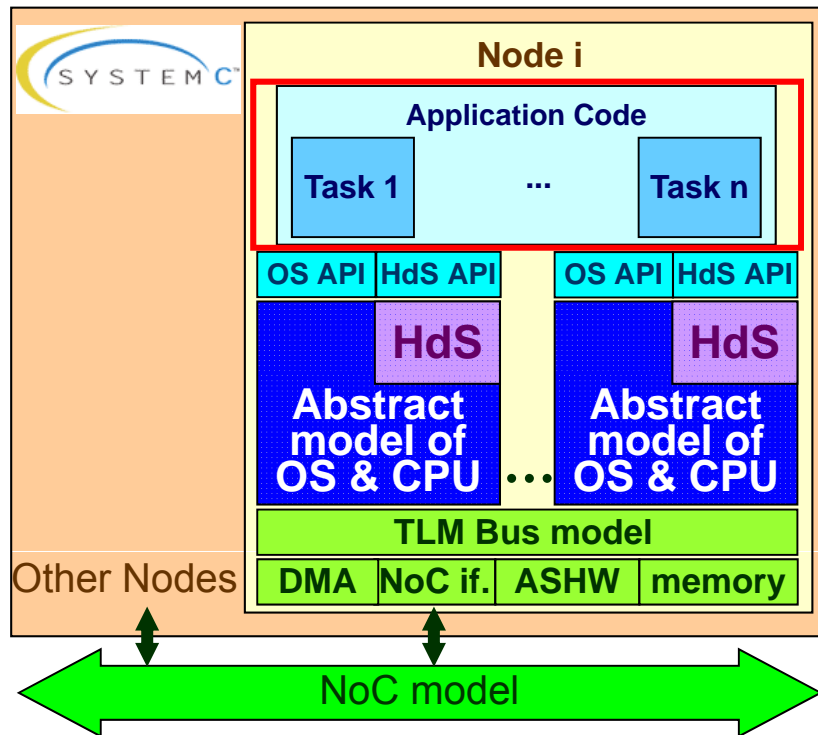 SYSTEM C™
Node i
Application Code
Task 1 ... Task n
OS API HdS API OS API HdS API
HdS HdS
Abstract Abstract
model of model of
OS & CPU ... OS & CPU
TLM Bus model
Other Nodes DMA NoC if. ASHW memory
NoC model